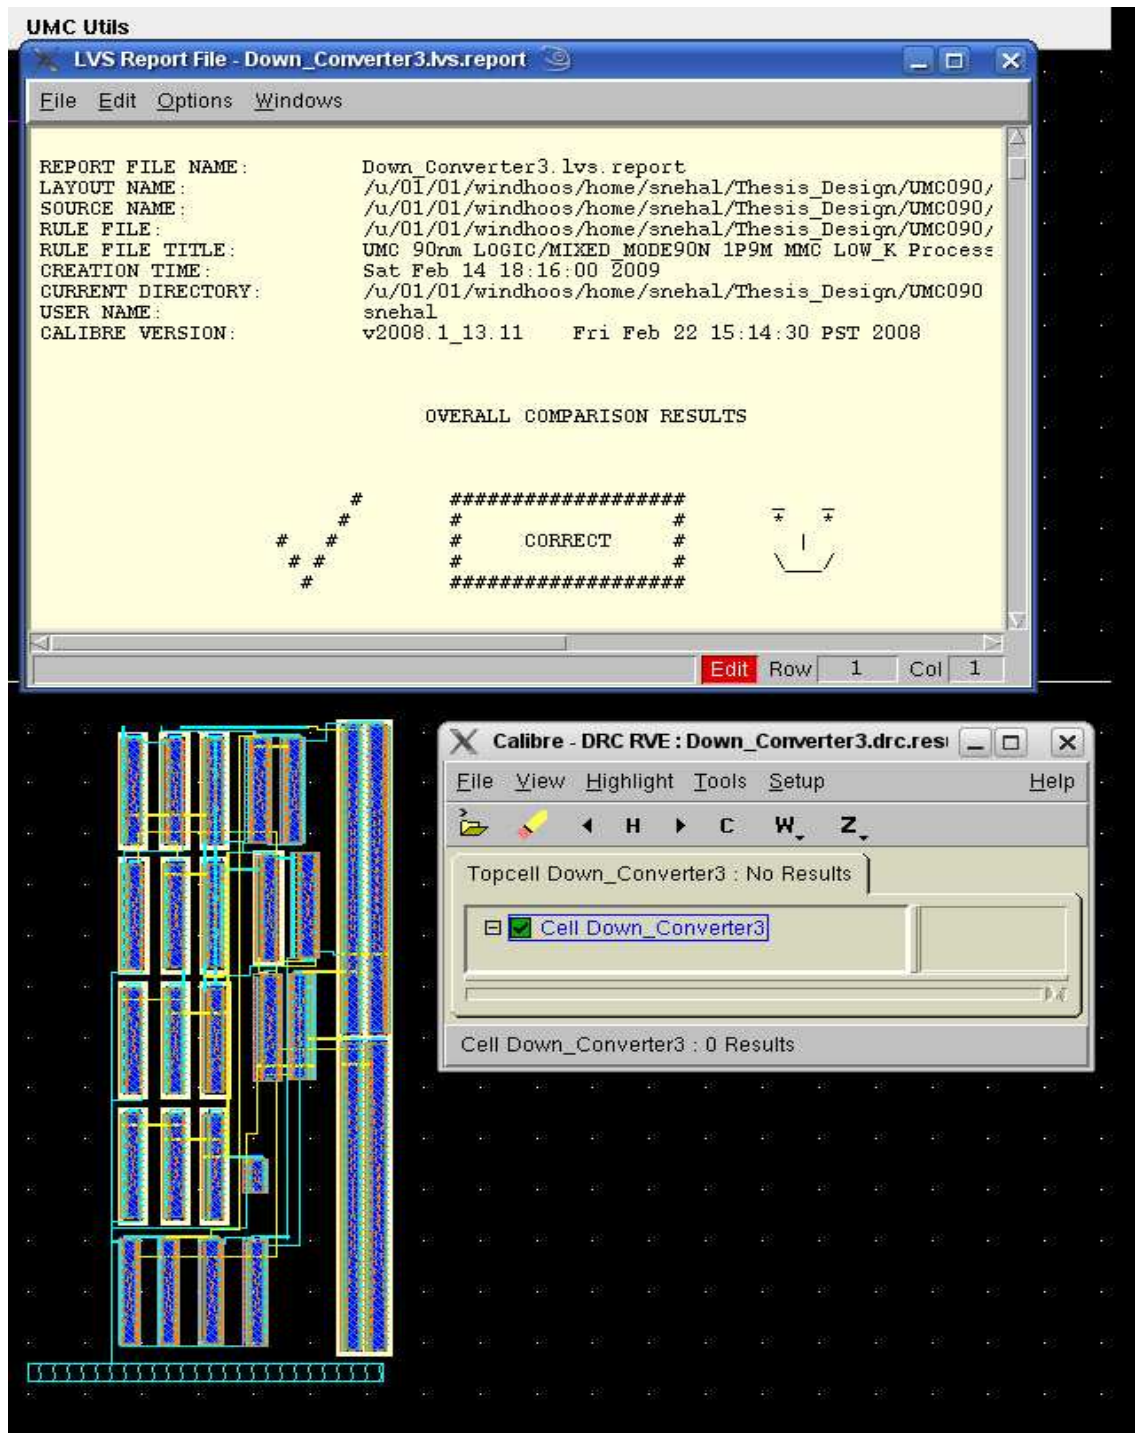 UMC Utils
LVS Report File - Down_Converter3.lvs.report
File Edit Options Windows
REPORT FILE NAME: Down_Converter3.lvs.report
LAYOUT NAME: /u/01/01/windhoos/home/snehal/Thesis_Design/UMC090/
SOURCE NAME: /u/01/01/windhoos/home/snehal/Thesis_Design/UMC090/
RULE FILE: /u/01/01/windhoos/home/snehal/Thesis_Design/UMC090/
RULE FILE TITLE: UMC 90nm LOGIC/MIXED_MODE90N 1P9M MMC LOW_K Process
CREATION TIME: Sat Feb 14 18:16:00 2009
CURRENT DIRECTORY: /u/01/01/windhoos/home/snehal/Thesis_Design/UMC090
USER NAME: snehal
CALIBRE VERSION: v2008.1_13.11 Fri Feb 22 15:14:30 PST 2008
OVERALL COMPARISON RESULTS
# ###################
# # #
# # # CORRECT #
# # # #
# ###################
Edit Row 1 Col 1
Calibre - DRC RVE : Down_Converter3.drc.res
File View Highlight Tools Setup Help
H C W Z
Topcell Down_Converter3 : No Results
Cell Down_Converter3
Cell Down_Converter3 : 0 Results